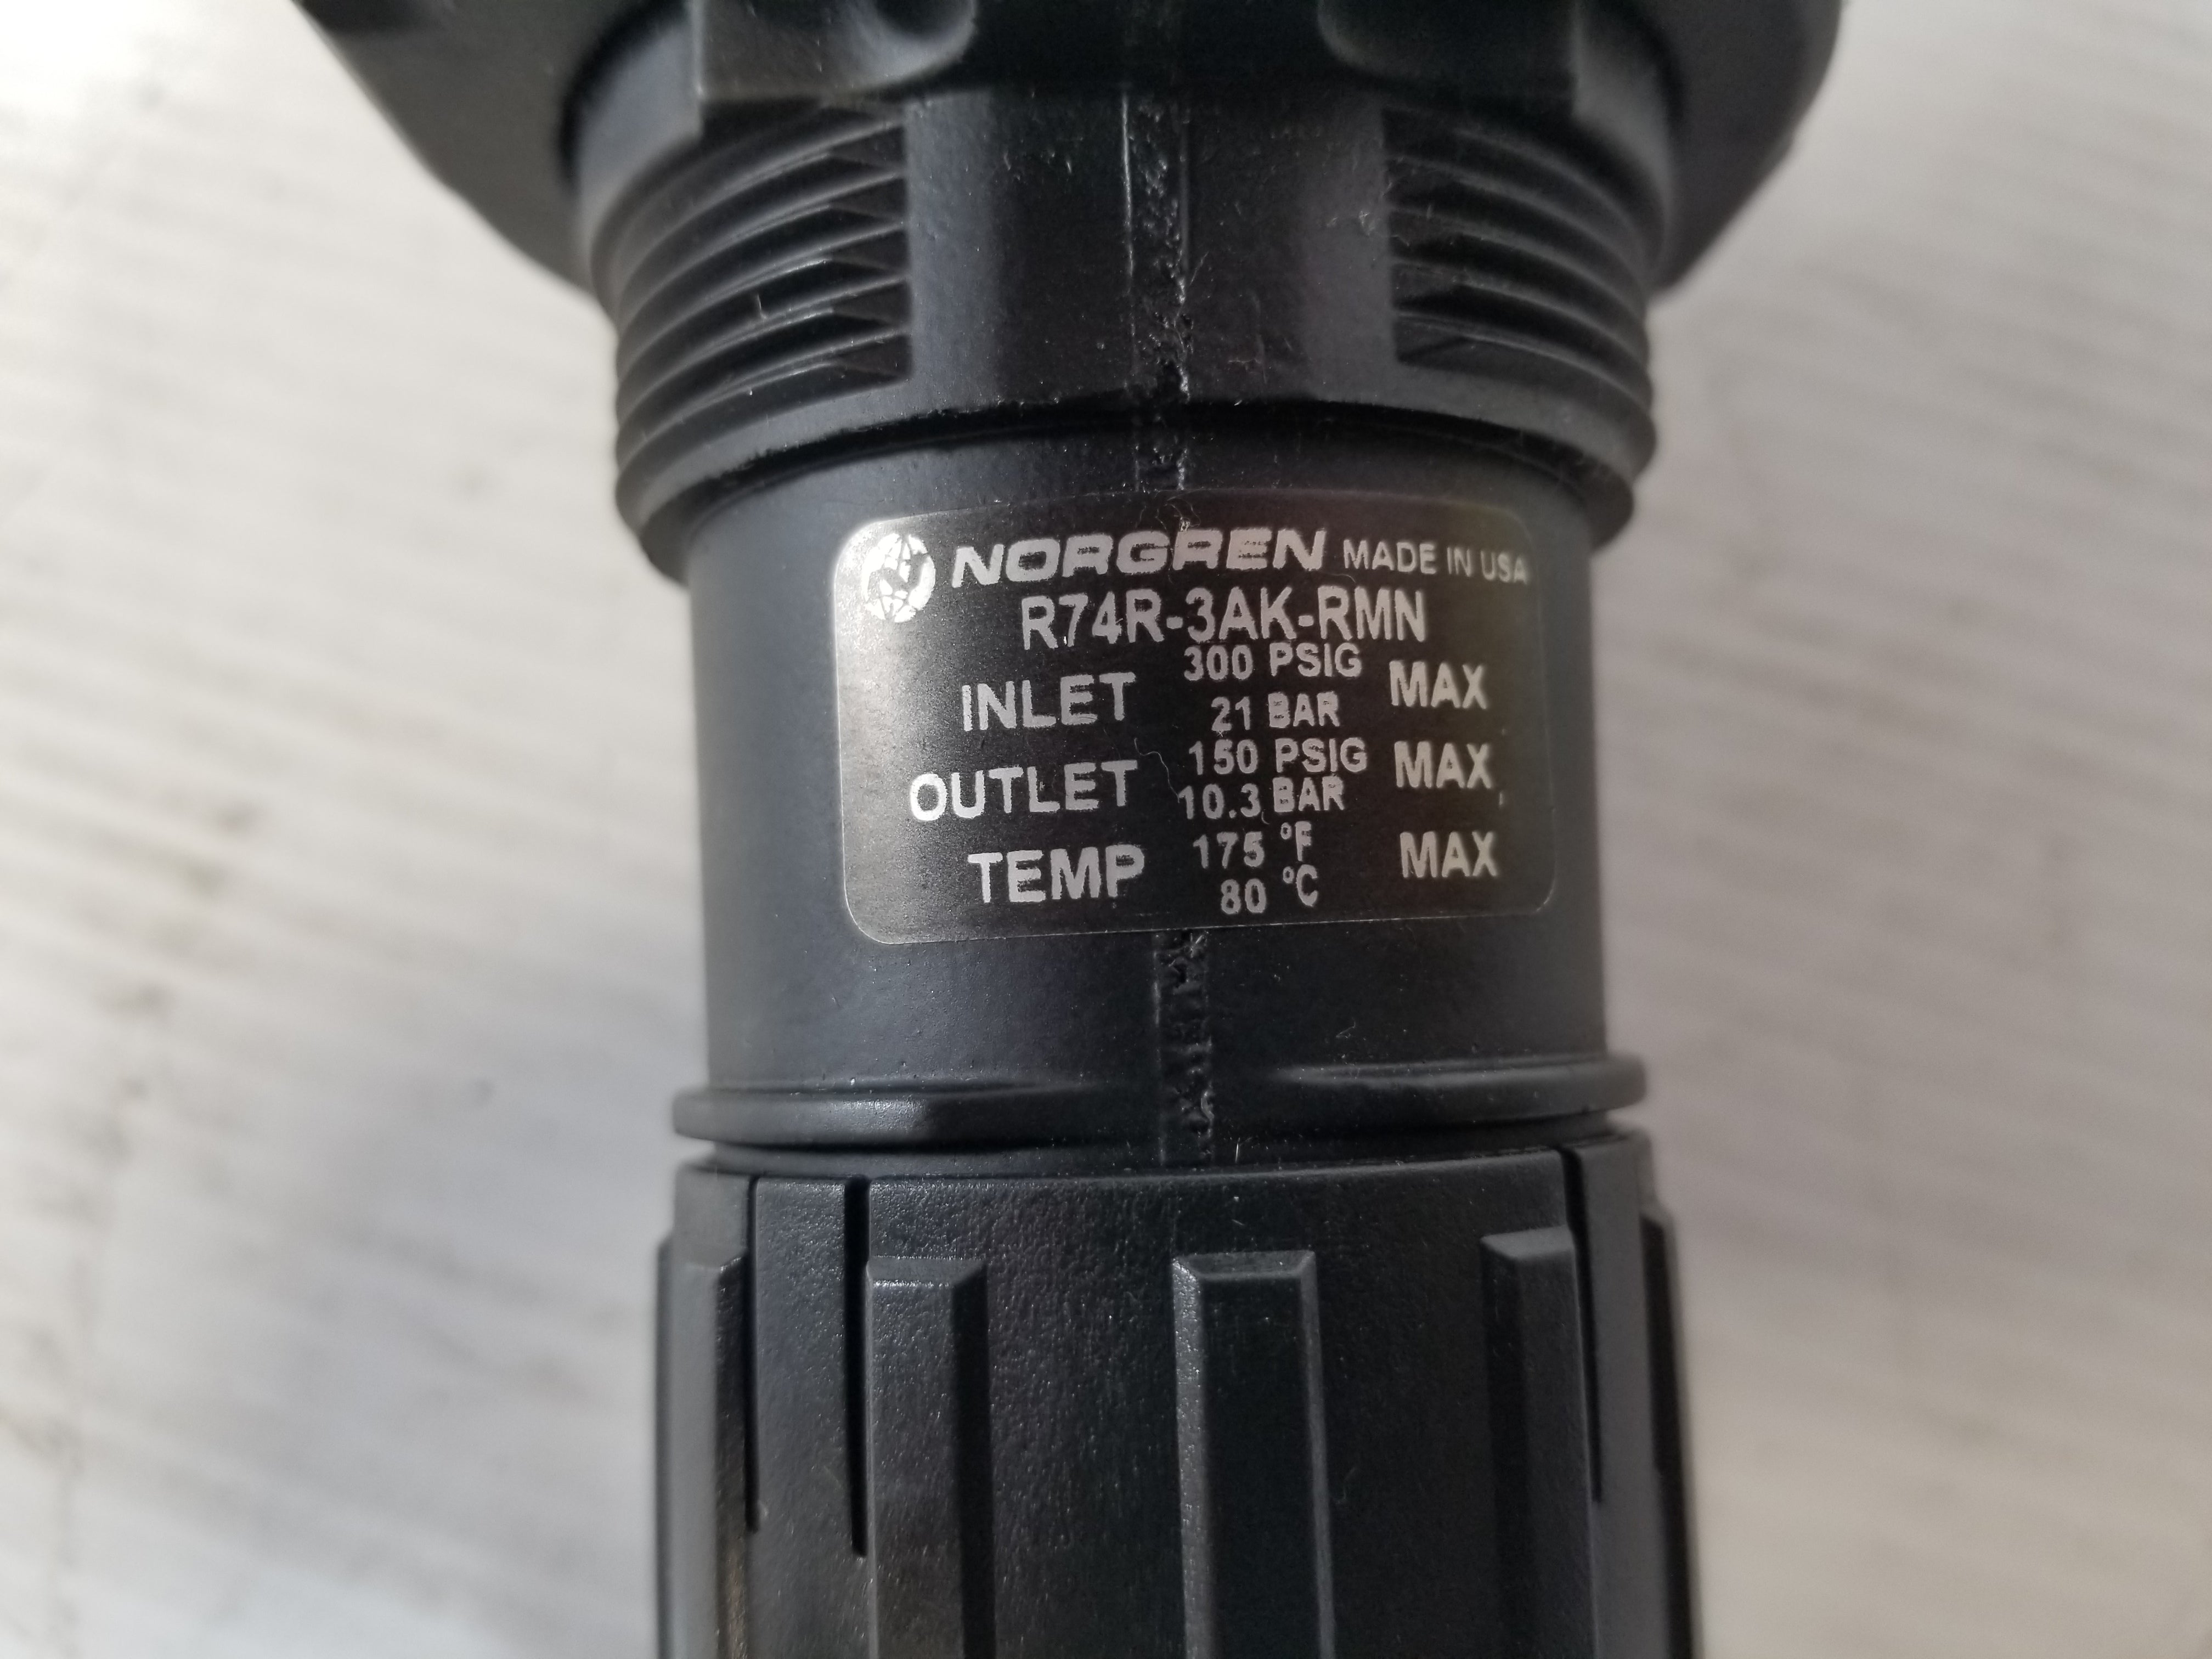 NORGREN MADE IN USA
R74R-3AK-RMN
INLET 300 PSIG 21 BAR MAX
OUTLET 150 PSIG 10.3 BAR MAX
TEMP 175 °F 80 °C MAX